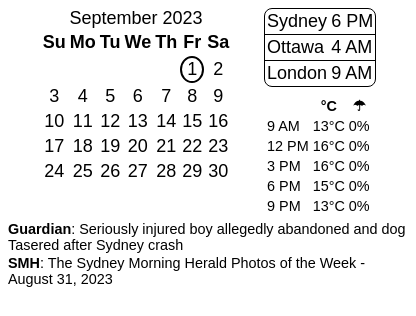 September 2023
Su Mo Tu We Th Fr Sa
1 2
3 4 5 6 7 8 9
10 11 12 13 14 15 16
17 18 19 20 21 22 23
24 25 26 27 28 29 30
Sydney 6 PM
Ottawa 4 AM
London 9 AM
°C ☂
9 AM 13°C 0%
12 PM 16°C 0%
3 PM 16°C 0%
6 PM 15°C 0%
9 PM 13°C 0%
Guardian: Seriously injured boy allegedly abandoned and dog
Tasered after Sydney crash
SMH: The Sydney Morning Herald Photos of the Week -
August 31, 2023